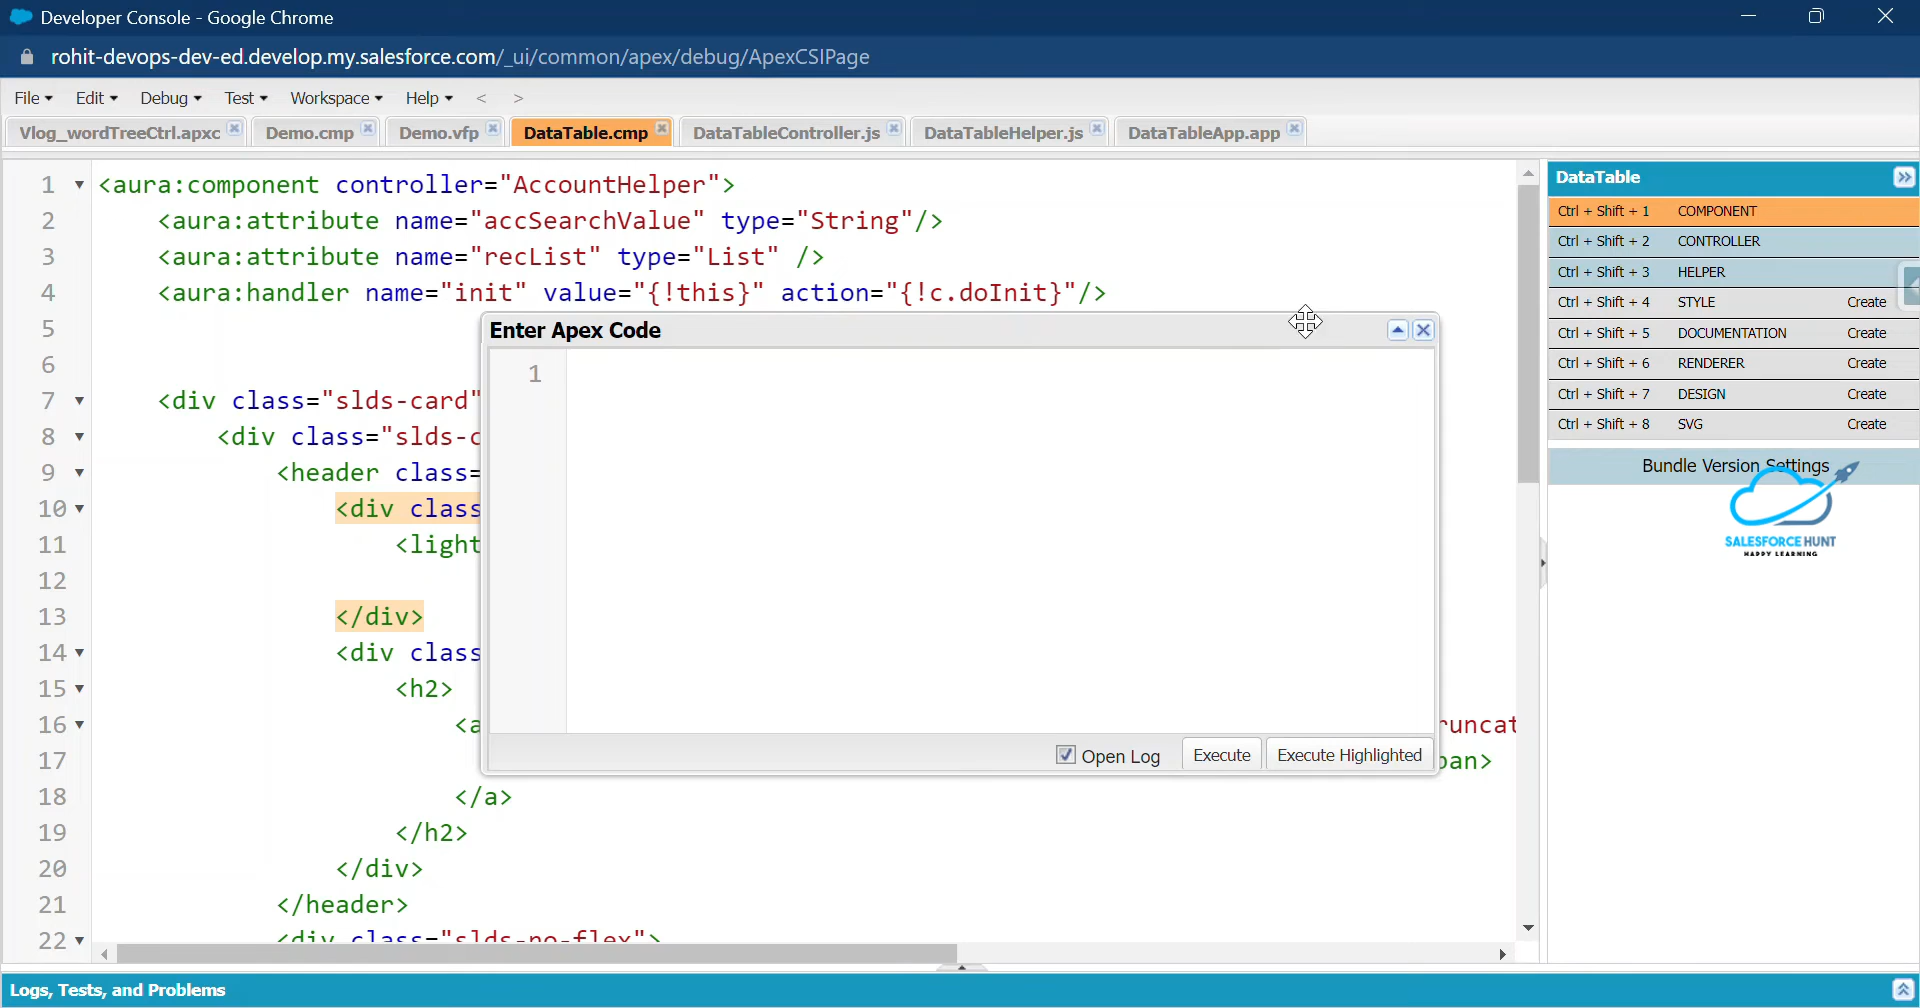 Developer Console - Google Chrome
rohit-devops-dev-ed.develop.my.salesforce.com/_ui/common/apex/debug/ApexCSIPage
File Edit Debug Test Workspace Help < >
Vlog_wordTreeCtrl.apxc Demo.cmp Demo.vfp DataTable.cmp DataTableController.js DataTableHelper.js DataTableApp.app
1 <aura:component controller="AccountHelper">
2 <aura:attribute name="accSearchValue" type="String"/>
3 <aura:attribute name="recList" type="List" />
4 <aura:handler name="init" value="{!this}" action="{!c.doInit}"/>
5
6
7 <div class="slds-card"
8 <div class="slds-c
9 <header class=
10 <div class
11 <light
12
13 </div>
14 <div class
15 <h2>
16 <a runcat
17 pan>
18 </a>
19 </h2>
20 </div>
21 </header>
22 <div class="slds-no-flex">
Enter Apex Code
1
Open Log Execute Execute Highlighted
DataTable
Ctrl + Shift + 1 COMPONENT
Ctrl + Shift + 2 CONTROLLER
Ctrl + Shift + 3 HELPER
Ctrl + Shift + 4 STYLE Create
Ctrl + Shift + 5 DOCUMENTATION Create
Ctrl + Shift + 6 RENDERER Create
Ctrl + Shift + 7 DESIGN Create
Ctrl + Shift + 8 SVG Create
Bundle Version Settings
SALESFORCE HUNT
HAPPY LEARNING
Logs, Tests, and Problems